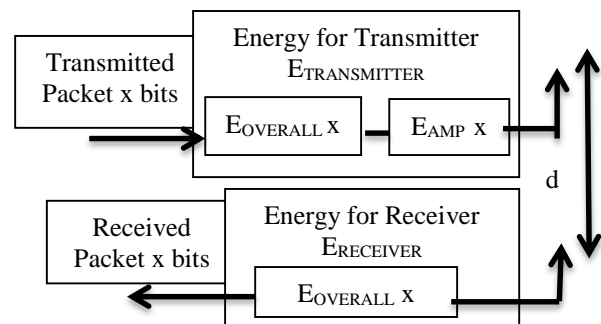 Transmitted
Packet x bits
Energy for Transmitter
ETRANSMITTER
EOVERALL x
EAMP x
d
Received
Packet x bits
Energy for Receiver
ERECEIVER
EOVERALL x